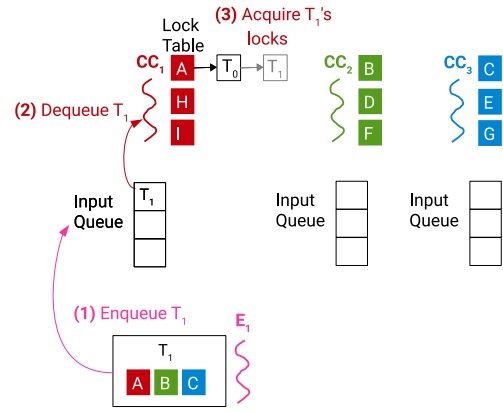 (3) Acquire T1's
locks
Lock
Table
CC1 A T0 T1
H
I
CC2 B
D
F
CC3 C
E
G
(2) Dequeue T1
Input
Queue
T1
Input
Queue
Input
Queue
(1) Enqueue T1
E1
T1
A B C